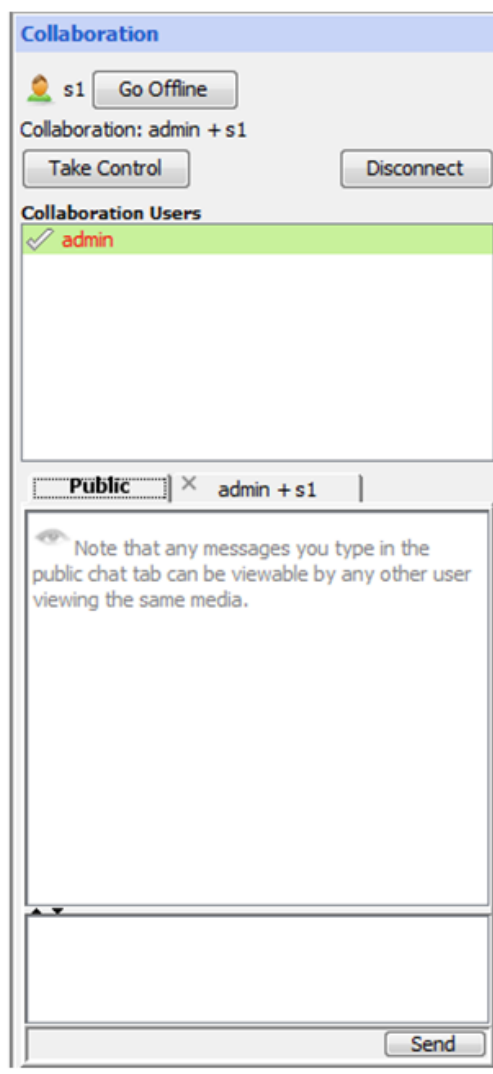 Collaboration
s1 Go Offline
Collaboration: admin + s1
Take Control Disconnect
Collaboration Users
admin
Public admin + s1
Note that any messages you type in the
public chat tab can be viewable by any other user
viewing the same media.
Send